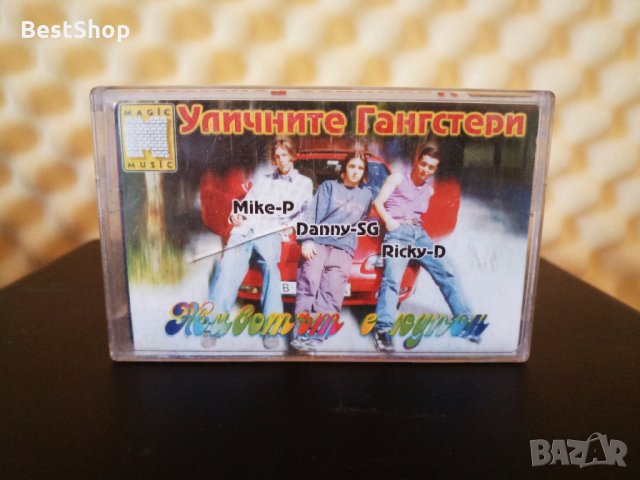 BestShop
MAGIC
MUSIC
Уличните Гангстери
Mike-P
Danny-SG
Ricky-D
B
Животът е купон
BAZAR